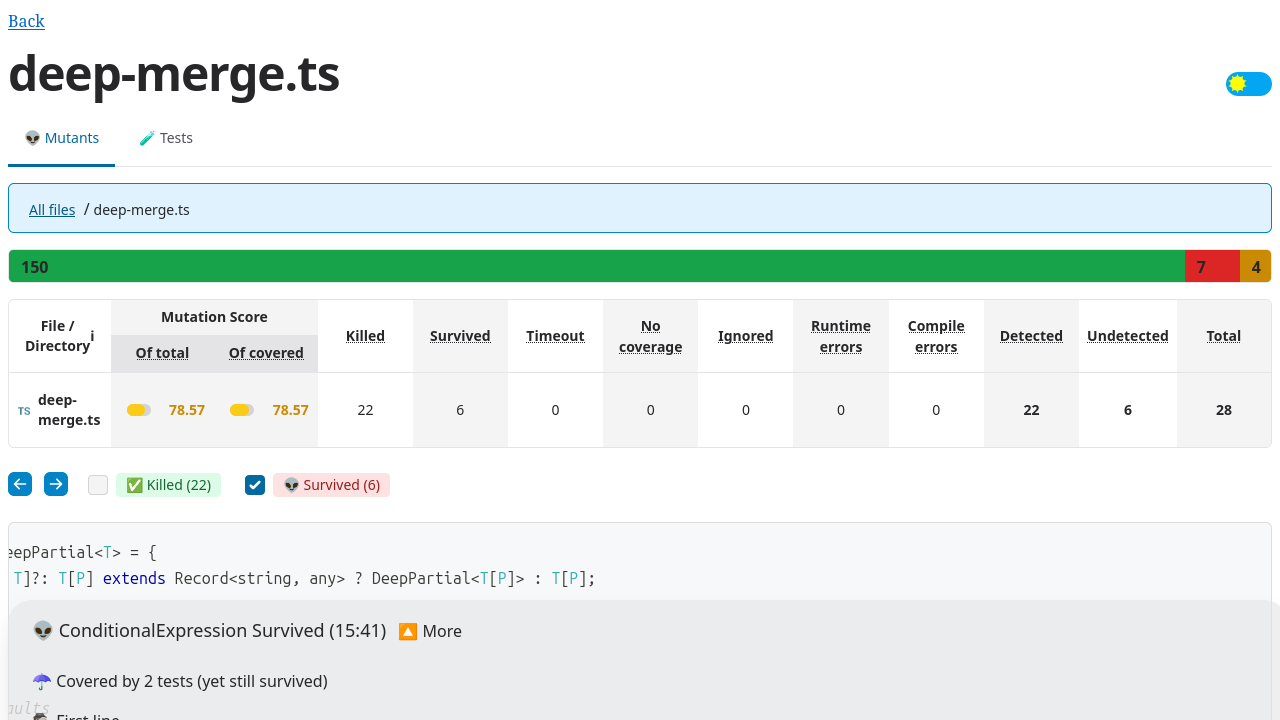 Back
deep-merge.ts
👽 Mutants
🧪 Tests
All files / deep-merge.ts
150 7 4
File / Directory i
Mutation Score
Of total
Of covered
Killed
Survived
Timeout
No coverage
Ignored
Runtime errors
Compile errors
Detected
Undetected
Total
TS deep-merge.ts 78.57 78.57 22 6 0 0 0 0 0 22 6 28
✅ Killed (22)
👽 Survived (6)
eepPartial<T> = {
T]?: T[P] extends Record<string, any> ? DeepPartial<T[P]> : T[P];
👽 ConditionalExpression Survived (15:41) 🔼 More
☂️ Covered by 2 tests (yet still survived)
aults
First line